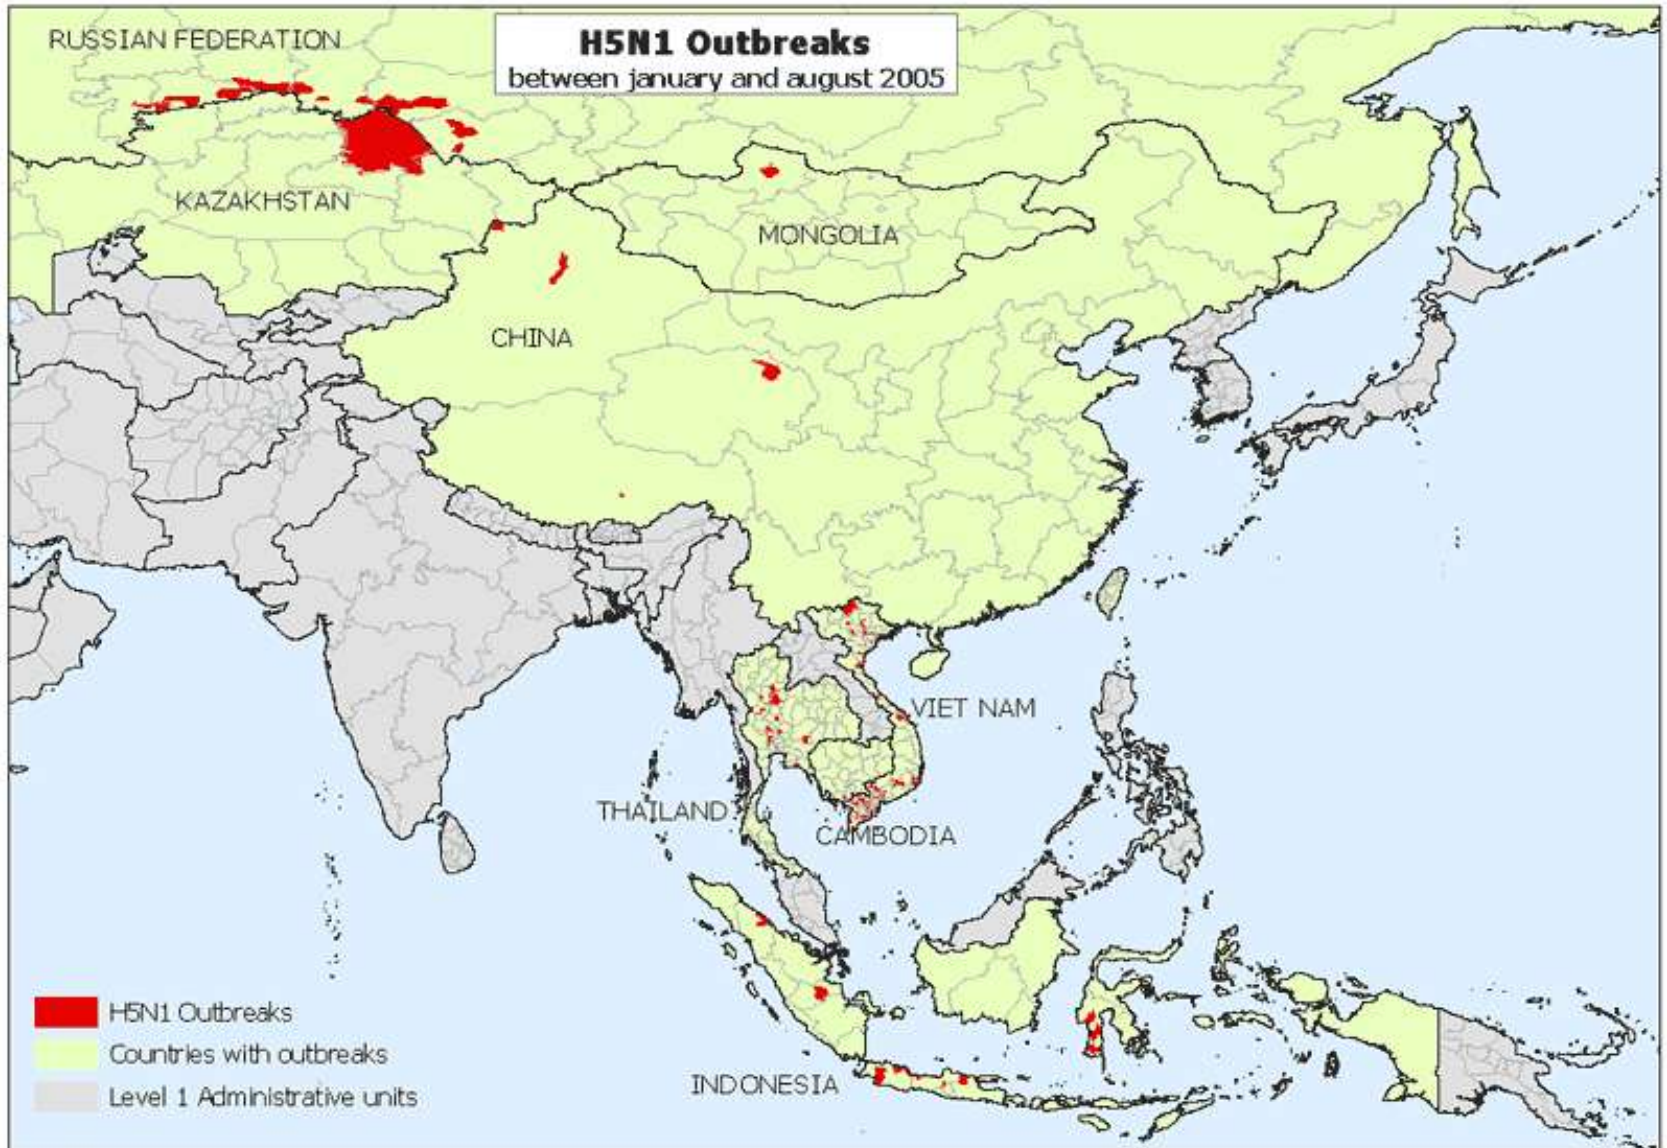 RUSSIAN FEDERATION
H5N1 Outbreaks
between january and august 2005
KAZAKHSTAN
MONGOLIA
CHINA
VIET NAM
THAILAND
CAMBODIA
INDONESIA
H5N1 Outbreaks
Countries with outbreaks
Level 1 Administrative units